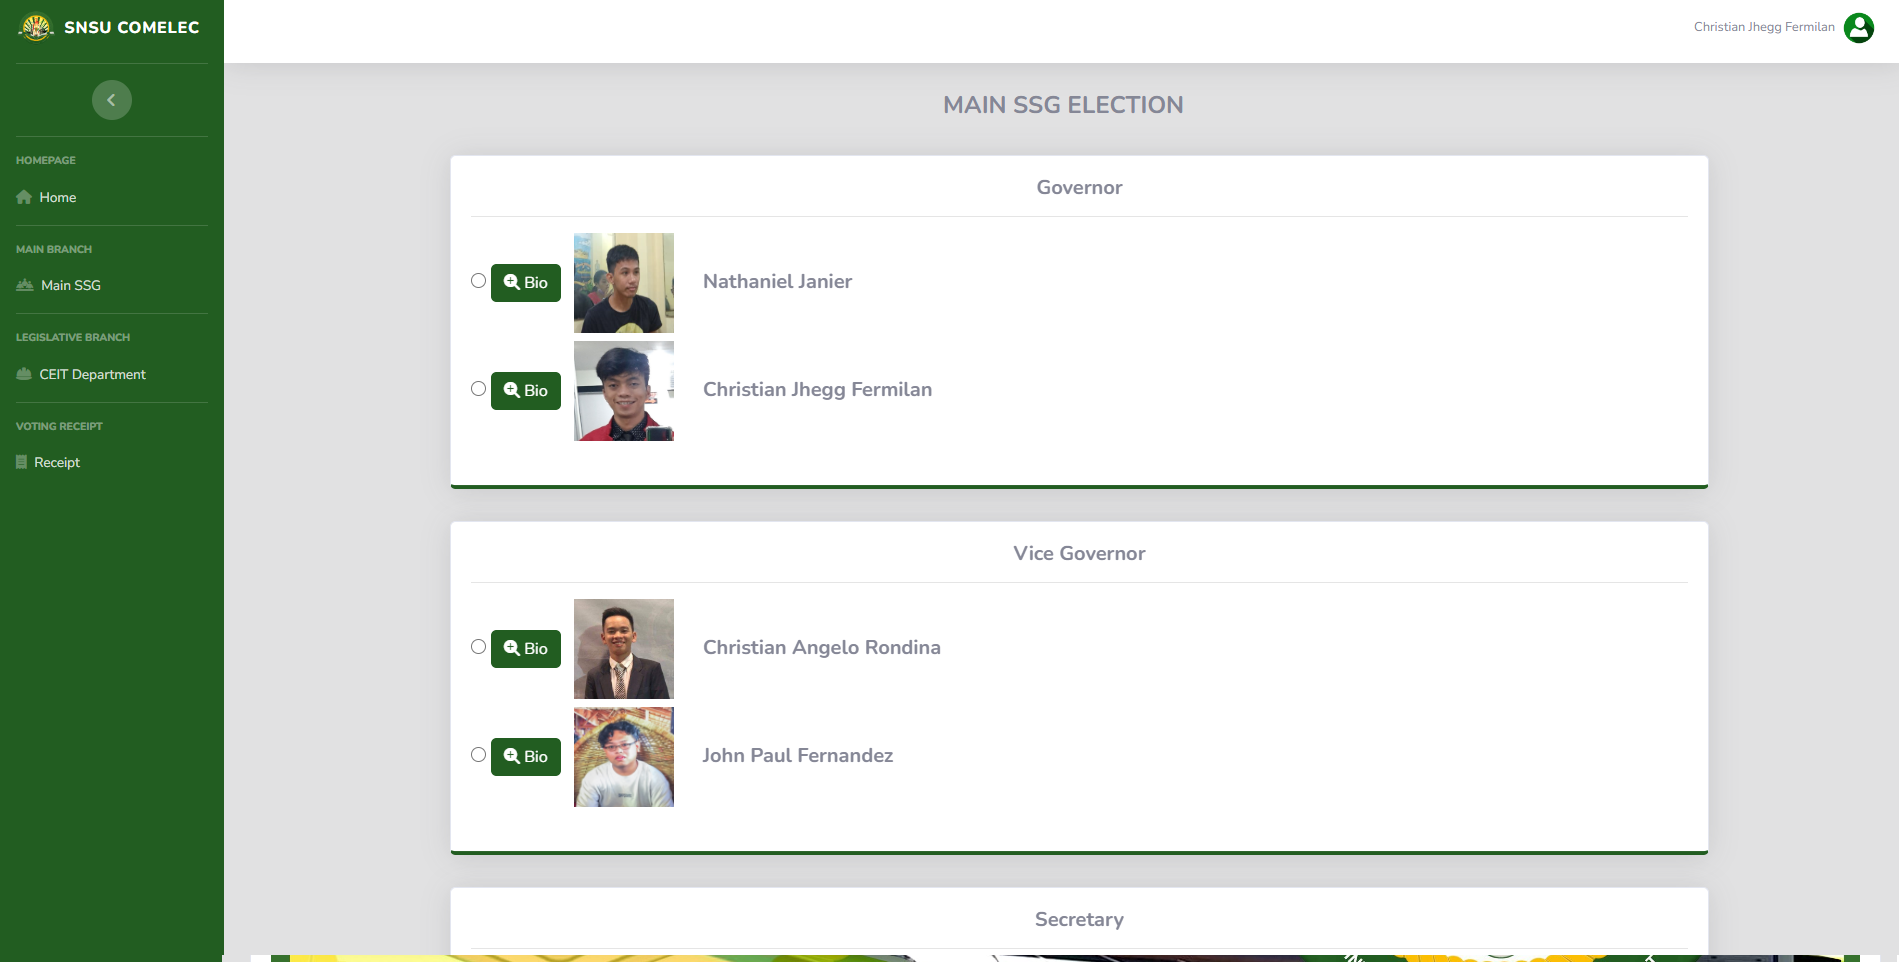 SNSU COMELEC
Christian Jhegg Fermilan
HOMEPAGE
Home
MAIN BRANCH
Main SSG
LEGISLATIVE BRANCH
CEIT Department
VOTING RECEIPT
Receipt
MAIN SSG ELECTION
Governor
Bio
Nathaniel Janier
Bio
Christian Jhegg Fermilan
Vice Governor
Bio
Christian Angelo Rondina
Bio
John Paul Fernandez
Secretary